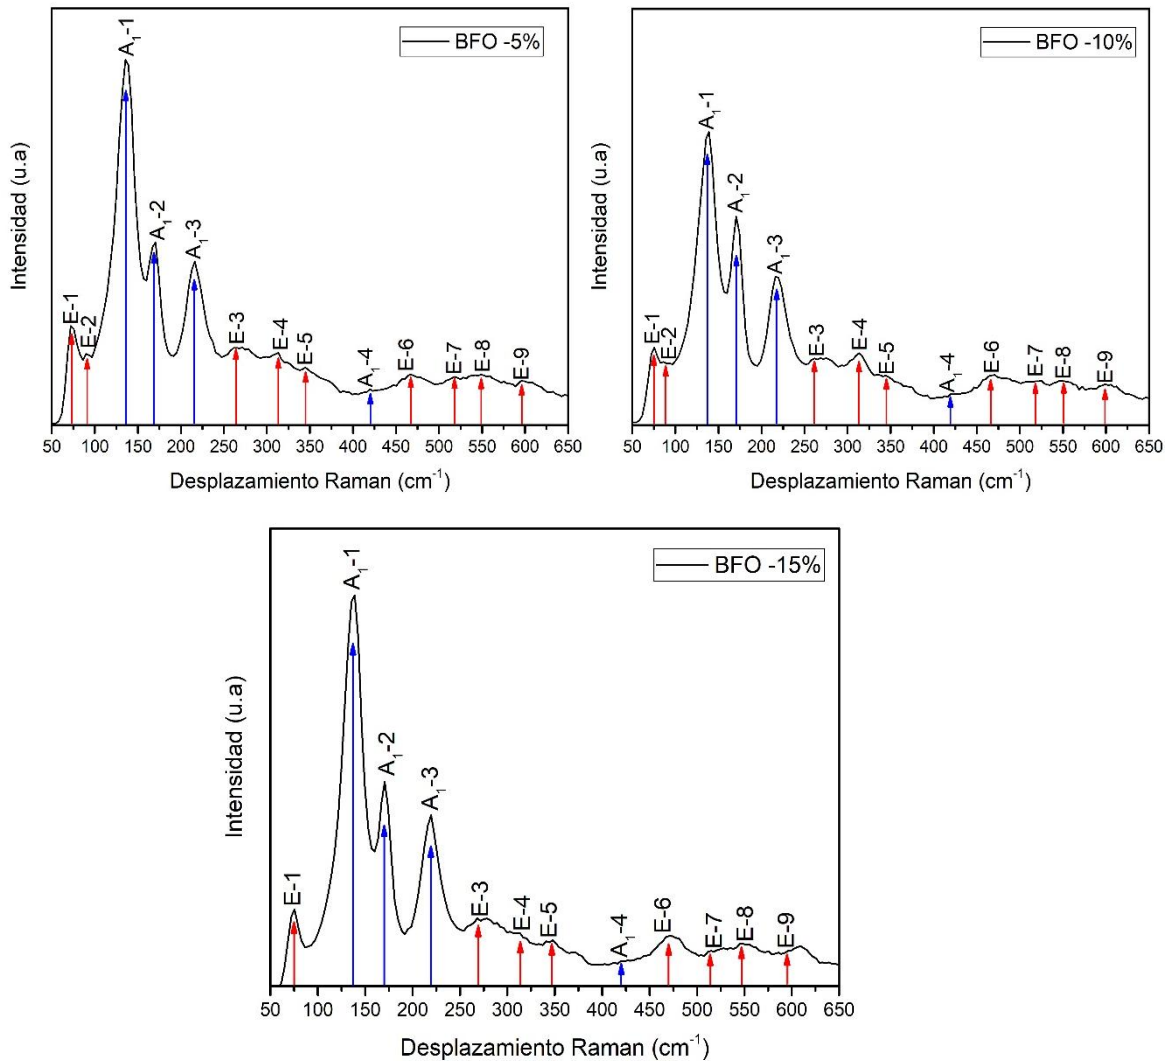 BFO -5%
A₁-1
A₁-2
A₁-3
E-1
E-2
E-3
E-4
E-5
A₁-4
E-6
E-7
E-8
E-9
Intensidad (u.a)
50 100 150 200 250 300 350 400 450 500 550 600 650
Desplazamiento Raman (cm⁻¹)
BFO -10%
A₁-1
A₁-2
A₁-3
E-1
E-2
E-3
E-4
E-5
A₁-4
E-6
E-7
E-8
E-9
Intensidad (u.a)
50 100 150 200 250 300 350 400 450 500 550 600 650
Desplazamiento Raman (cm⁻¹)
BFO -15%
A₁-1
A₁-2
A₁-3
E-1
E-3
E-4
E-5
A₁-4
E-6
E-7
E-8
E-9
Intensidad (u.a)
50 100 150 200 250 300 350 400 450 500 550 600 650
Desplazamiento Raman (cm⁻¹)